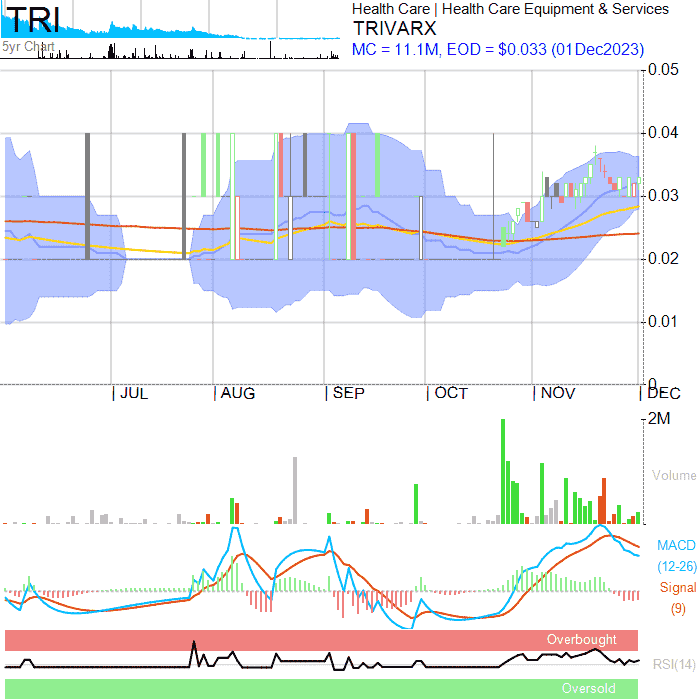 TRI
5yr Chart
Health Care | Health Care Equipment & Services
TRIVARX
MC = 11.1M, EOD = $0.033 (01Dec2023)
0.05
0.04
0.03
0.02
0.01
0
JUL AUG SEP OCT NOV DEC
2M
Volume
MACD
(12-26)
Signal
(9)
Overbought
RSI(14)
Oversold